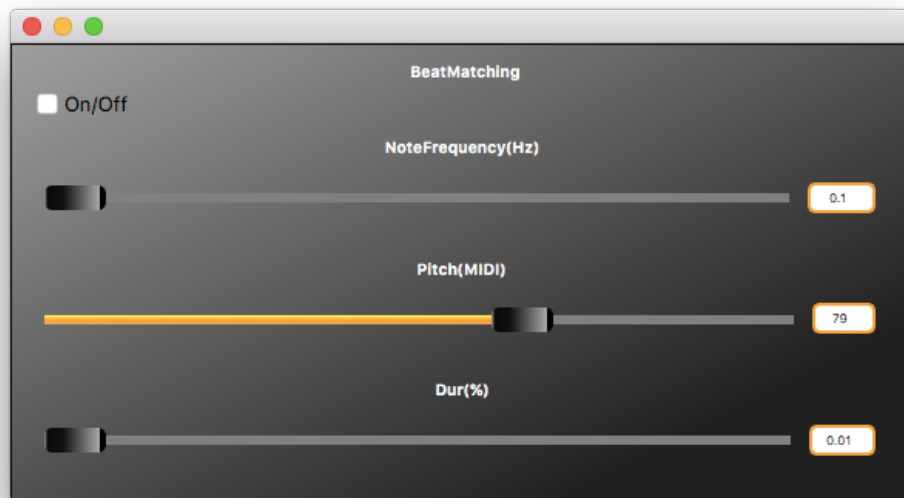 BeatMatching
On/Off
NoteFrequency(Hz)
0.1
Pitch(MIDI)
79
Dur(%)
0.01